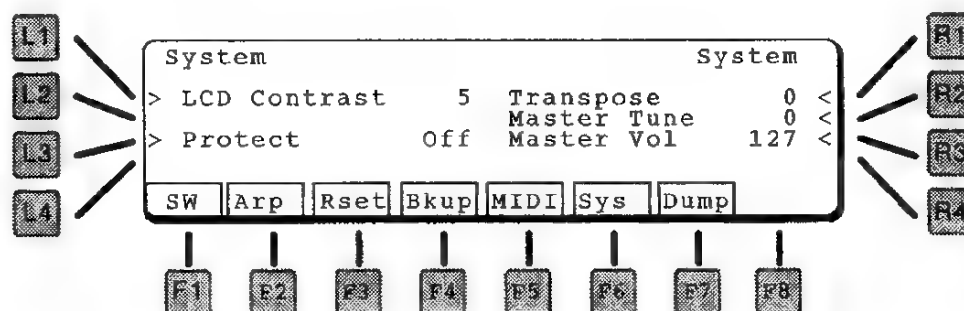 L1
L2
L3
L4
System System
> LCD Contrast 5 Transpose 0 <
Master Tune 0 <
> Protect Off Master Vol 127 <
SW Arp Rset Bkup MIDI Sys Dump
R1
R2
R3
R4
F1 F2 F3 F4 F5 F6 F7 F8